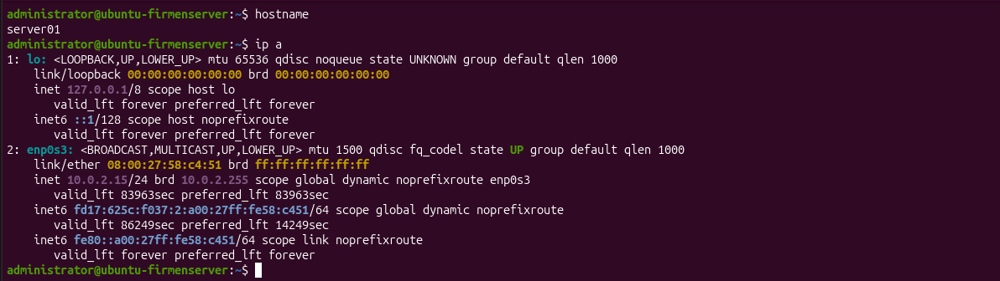 administrator@ubuntu-firmenserver:~$ hostname
server01
administrator@ubuntu-firmenserver:~$ ip a
1: lo: <LOOPBACK,UP,LOWER_UP> mtu 65536 qdisc noqueue state UNKNOWN group default qlen 1000
    link/loopback 00:00:00:00:00:00 brd 00:00:00:00:00:00
    inet 127.0.0.1/8 scope host lo
       valid_lft forever preferred_lft forever
    inet6 ::1/128 scope host noprefixroute
       valid_lft forever preferred_lft forever
2: enp0s3: <BROADCAST,MULTICAST,UP,LOWER_UP> mtu 1500 qdisc fq_codel state UP group default qlen 1000
    link/ether 08:00:27:58:c4:51 brd ff:ff:ff:ff:ff:ff
    inet 10.0.2.15/24 brd 10.0.2.255 scope global dynamic noprefixroute enp0s3
       valid_lft 83963sec preferred_lft 83963sec
    inet6 fd17:625c:f037:2:a00:27ff:fe58:c451/64 scope global dynamic noprefixroute
       valid_lft 86249sec preferred_lft 14249sec
    inet6 fe80::a00:27ff:fe58:c451/64 scope link noprefixroute
       valid_lft forever preferred_lft forever
administrator@ubuntu-firmenserver:~$